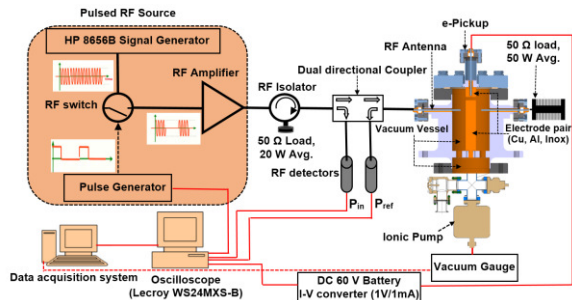 Pulsed RF Source
HP 8656B Signal Generator
RF Amplifier
RF switch
Pulse Generator
RF Isolator
50 Ω Load,
20 W Avg.
Dual directional Coupler
RF detectors
Pin
Pref
e-Pickup
RF Antenna
50 Ω load,
50 W Avg.
Vacuum Vessel
Electrode pair
(Cu, Al, Inox)
Ionic Pump
Vacuum Gauge
Data acquisition system
Oscilloscope
(Lecroy WS24MXS-B)
DC 60 V Battery
I-V converter (1V/1mA)